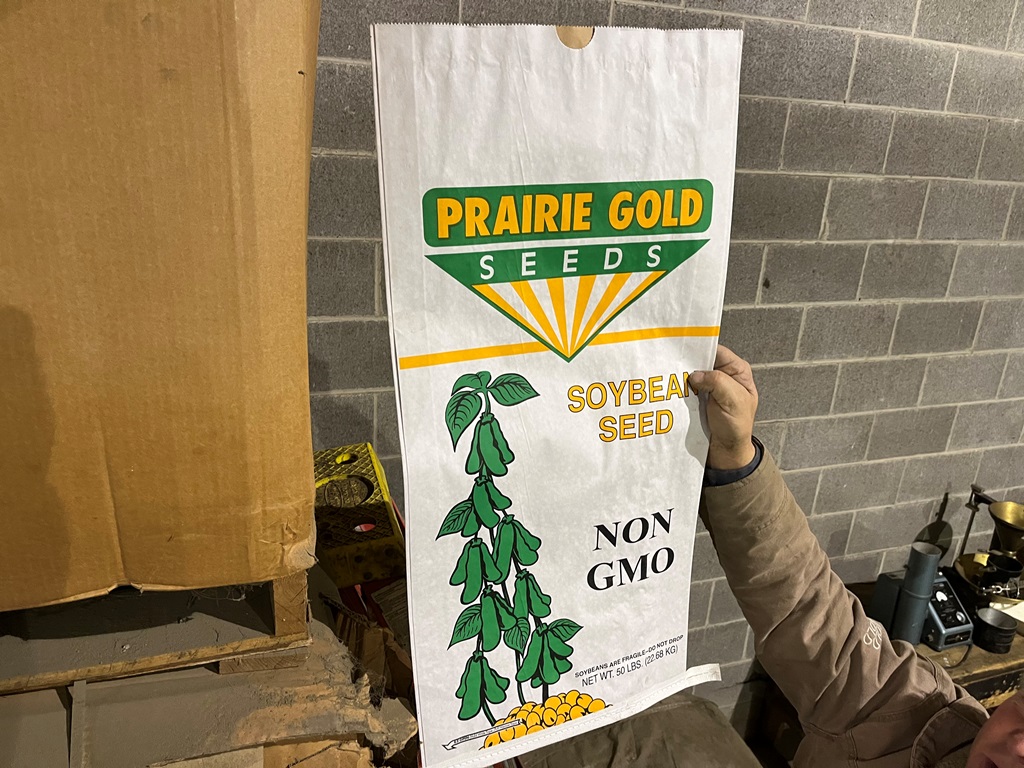 PRAIRIE GOLD
SEEDS
SOYBEAN
SEED
NON
GMO
SOYBEANS ARE FRAGILE-DO NOT DROP
NET WT. 50 LBS. (22.68 KG)